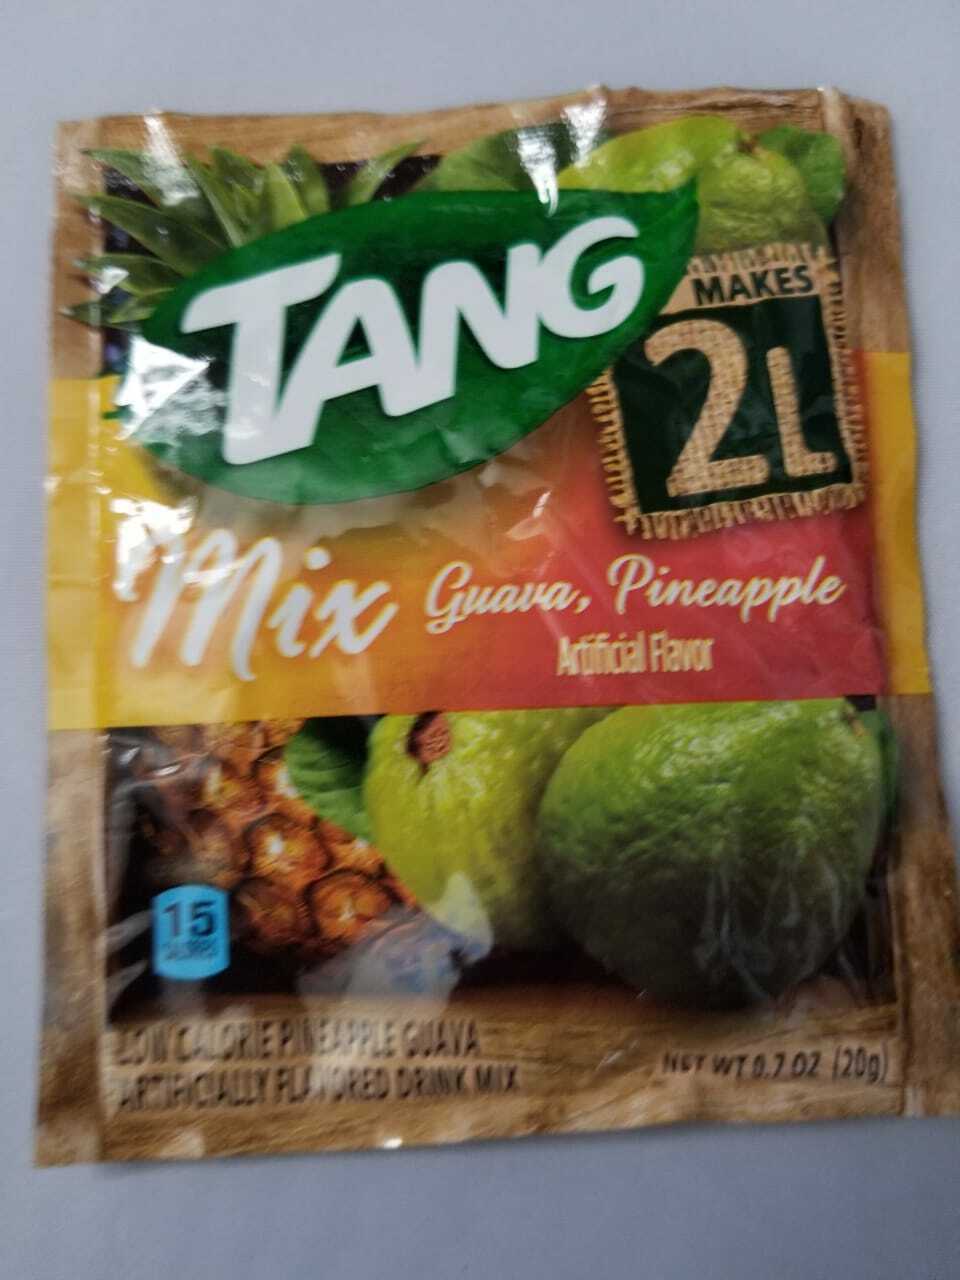 TANG
MAKES
2L
Mix Guava, Pineapple
Artificial Flavor
15
CALORIES
LOW CALORIE PINEAPPLE GUAVA
ARTIFICIALLY FLAVORED DRINK MIX
NET WT 0.7 OZ (20g)